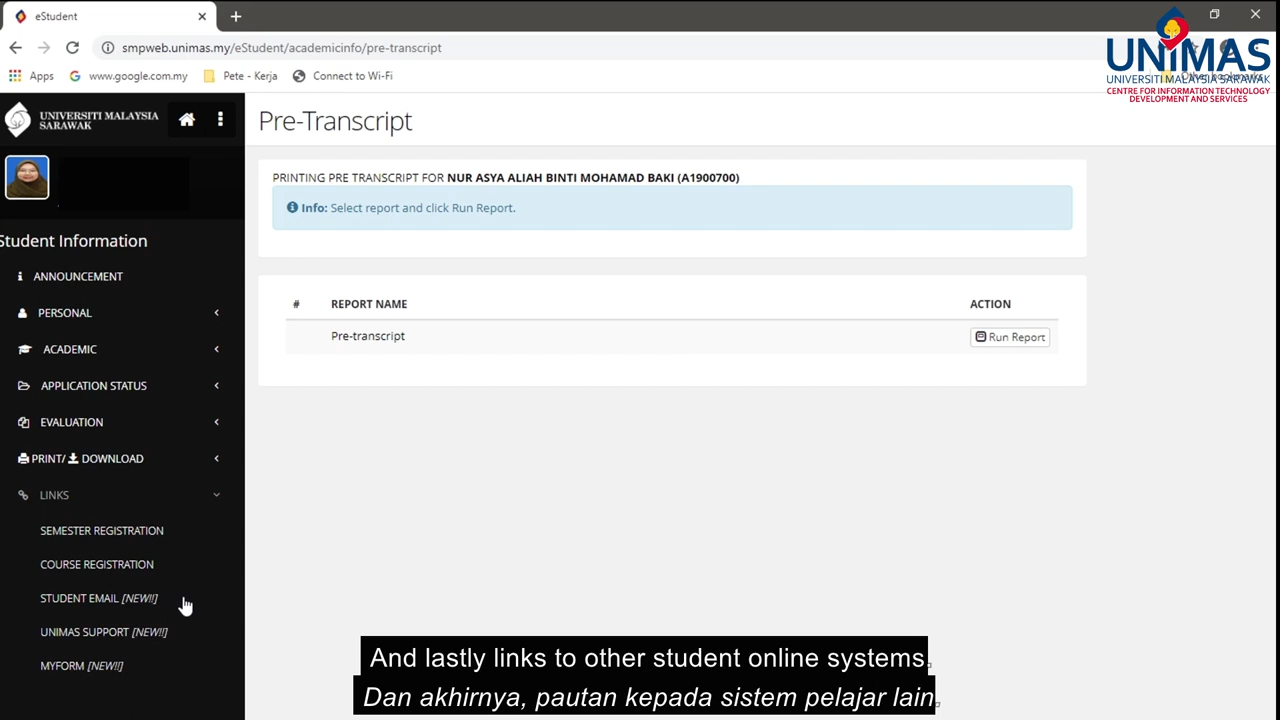 eStudent
smpweb.unimas.my/eStudent/academicinfo/pre-transcript
Apps
www.google.com.my
Pete - Kerja
Connect to Wi-Fi
UNIMAS
UNIVERSITI MALAYSIA SARAWAK
CENTRE FOR INFORMATION TECHNOLOGY
DEVELOPMENT AND SERVICES
UNIVERSITI MALAYSIA
SARAWAK
Pre-Transcript
PRINTING PRE TRANSCRIPT FOR NUR ASYA ALIAH BINTI MOHAMAD BAKI (A1900700)
Info: Select report and click Run Report.
Student Information
ANNOUNCEMENT
PERSONAL
ACADEMIC
APPLICATION STATUS
EVALUATION
PRINT/ DOWNLOAD
LINKS
SEMESTER REGISTRATION
COURSE REGISTRATION
STUDENT EMAIL [NEW!!]
UNIMAS SUPPORT [NEW!!]
MYFORM [NEW!!]
# REPORT NAME ACTION
Pre-transcript Run Report
And lastly links to other student online systems.
Dan akhirnya, pautan kepada sistem pelajar lain.